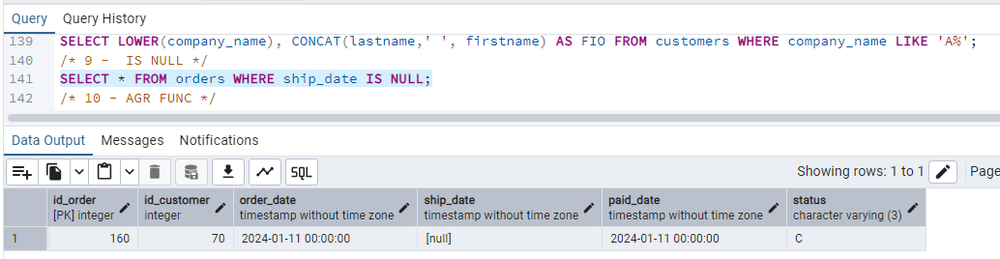 Query Query History
139 SELECT LOWER(company_name), CONCAT(lastname,' ', firstname) AS FIO FROM customers WHERE company_name LIKE 'A%';
140 /* 9 -  IS NULL */
141 SELECT * FROM orders WHERE ship_date IS NULL;
142 /* 10 - AGR FUNC */
Data Output Messages Notifications
SQL Showing rows: 1 to 1 Page
id_order id_customer order_date ship_date paid_date status
[PK] integer integer timestamp without time zone timestamp without time zone timestamp without time zone character varying (3)
1 160 70 2024-01-11 00:00:00 [null] 2024-01-11 00:00:00 C